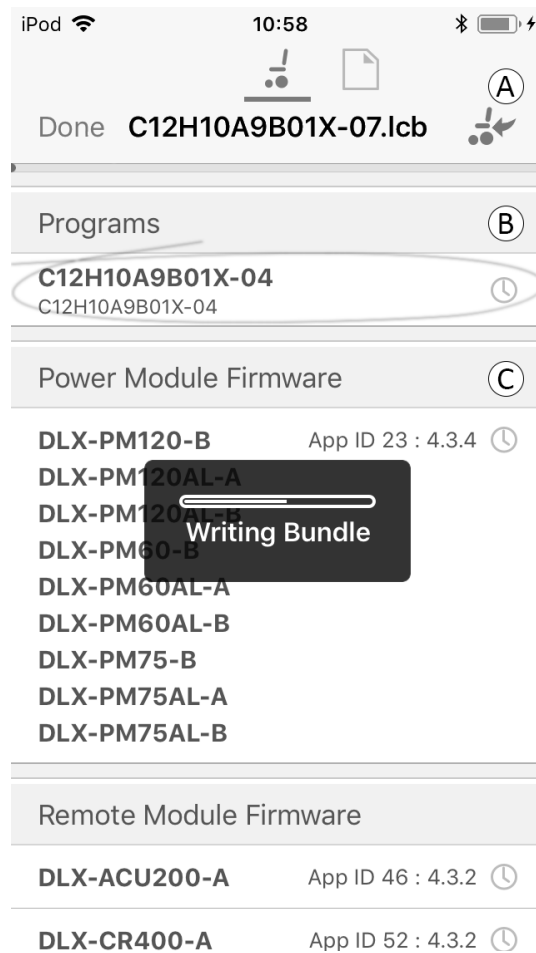 iPod 10:58
A
Done C12H10A9B01X-07.lcb
Programs B
C12H10A9B01X-04
C12H10A9B01X-04
Power Module Firmware C
DLX-PM120-B App ID 23 : 4.3.4
DLX-PM120AL-A
DLX-PM120AL-B
Writing Bundle
DLX-PM60-B
DLX-PM60AL-A
DLX-PM60AL-B
DLX-PM75-B
DLX-PM75AL-A
DLX-PM75AL-B
Remote Module Firmware
DLX-ACU200-A App ID 46 : 4.3.2
DLX-CR400-A App ID 52 : 4.3.2